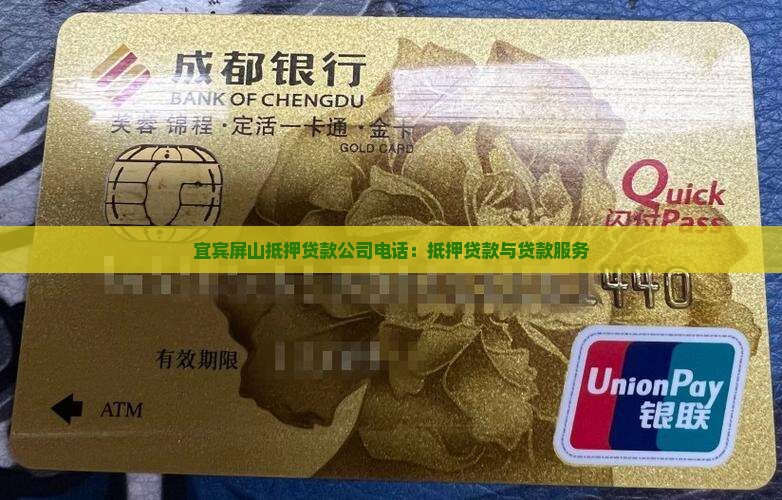 成都银行
BANK OF CHENGDU
芙蓉 锦程·定活一卡通·金卡
GOLD CARD
Quick
闪付Pass
宜宾屏山抵押贷款公司电话：抵押贷款与贷款服务
1440
有效期限
UnionPay
银联
ATM